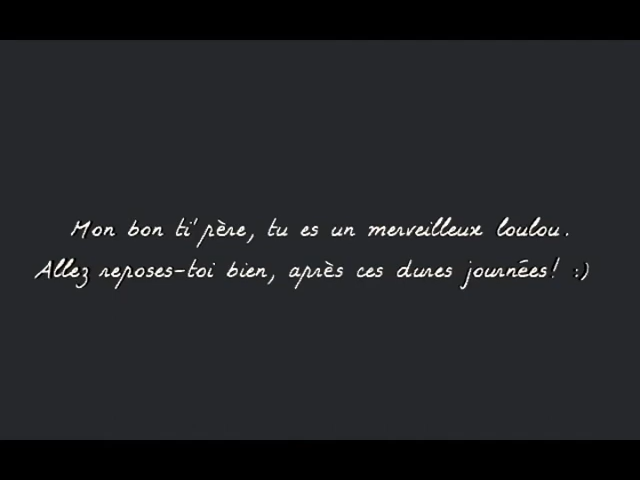 Mon bon ti' père, tu es un merveilleux loulou.
Allez reposes-toi bien, après ces dures journées! :)